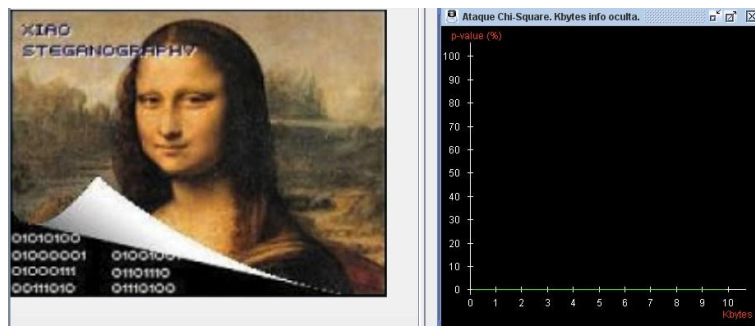 XIAO
STEGANOGRAPHY
01010100
01000001
01000111
01101110
00111010
01110100
Ataque Chi-Square. Kbytes info oculta.
p-value (%)
100
90
80
70
60
50
40
30
20
10
0
0 1 2 3 4 5 6 7 8 9 10
Kbytes